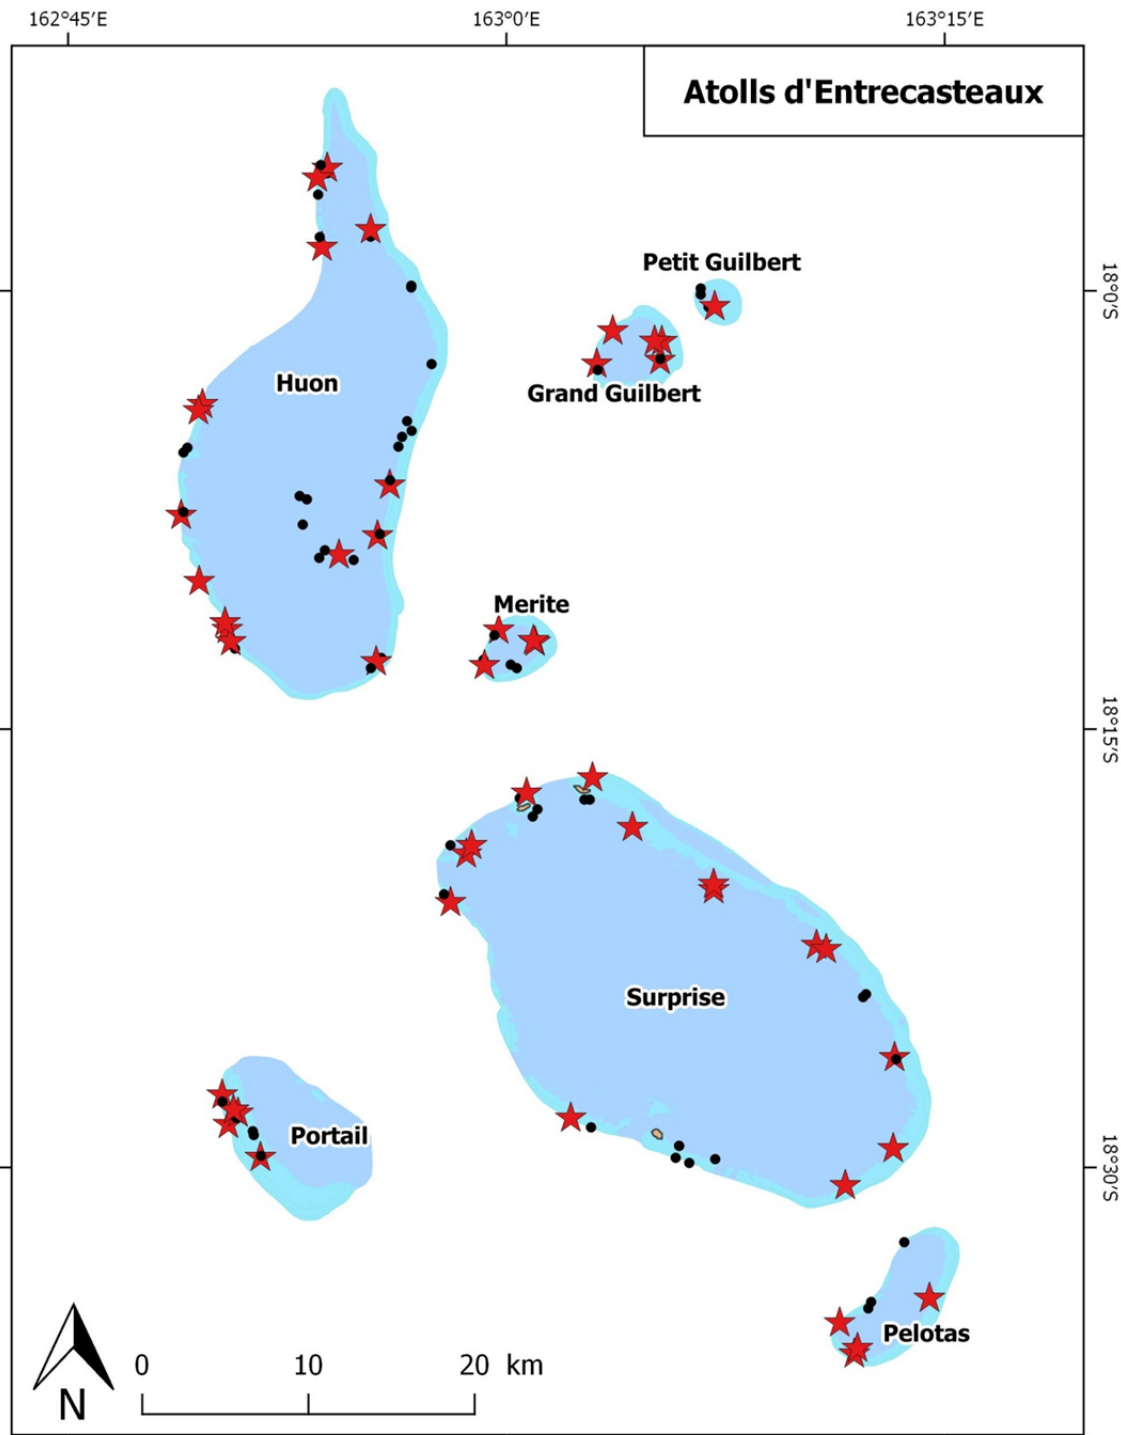 162°45′E
163°0′E
163°15′E
Atolls d'Entrecasteaux
Petit Guilbert
18°0′S
Huon
Grand Guilbert
Merite
18°15′S
Surprise
Portail
18°30′S
Pelotas
0 10 20 km
N